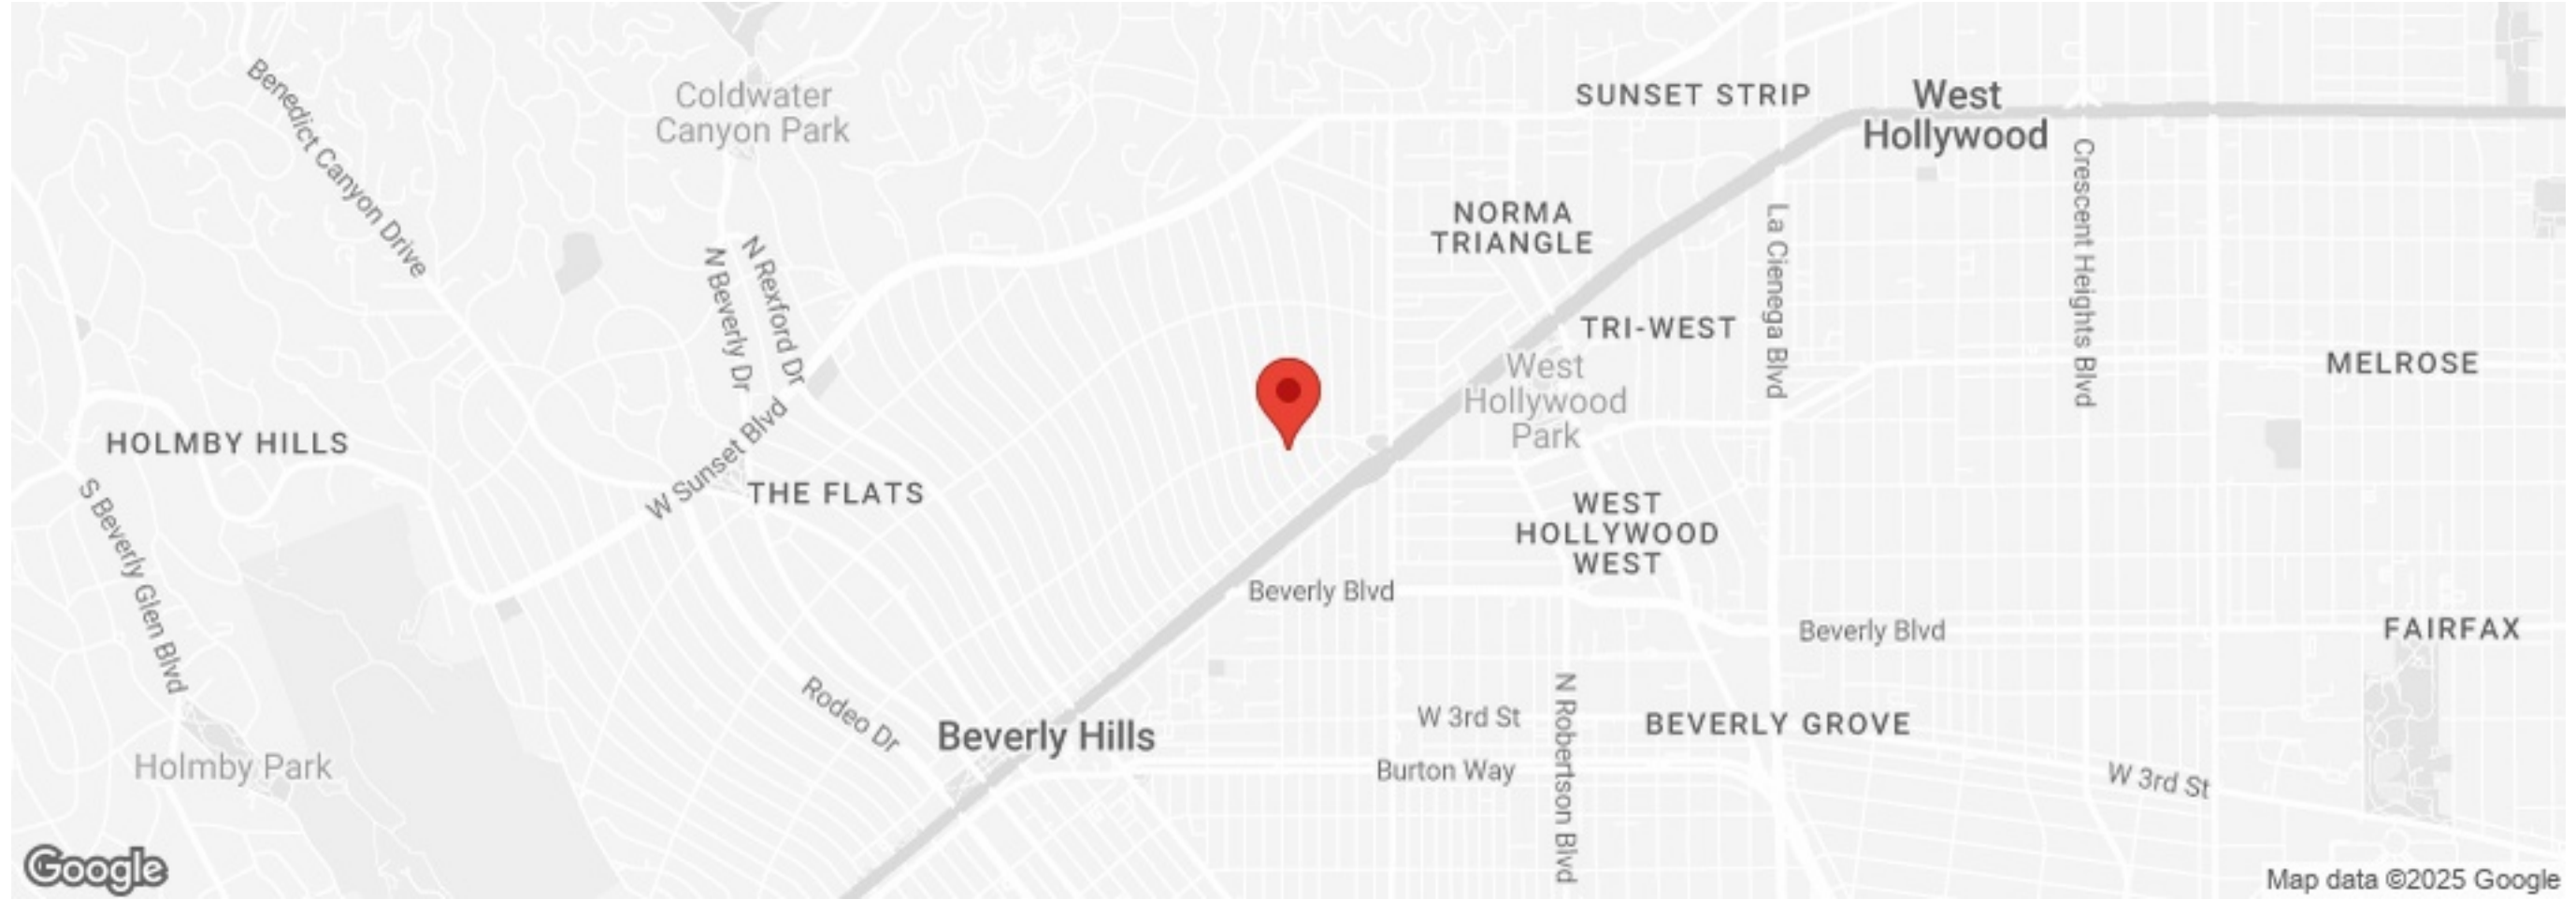 Benedict Canyon Drive
Coldwater
Canyon Park
SUNSET STRIP
West
Hollywood
Crescent Heights Blvd
NORMA
TRIANGLE
La Cienega Blvd
N Rexford Dr
N Beverly Dr
TRI-WEST
West
Hollywood
Park
MELROSE
HOLMBY HILLS
W Sunset Blvd
THE FLATS
S Beverly Glen Blvd
WEST
HOLLYWOOD
WEST
Beverly Blvd
Beverly Blvd
FAIRFAX
Rodeo Dr
Beverly Hills
W 3rd St
N Robertson Blvd
BEVERLY GROVE
Holmby Park
Burton Way
W 3rd St
Google
Map data ©2025 Google